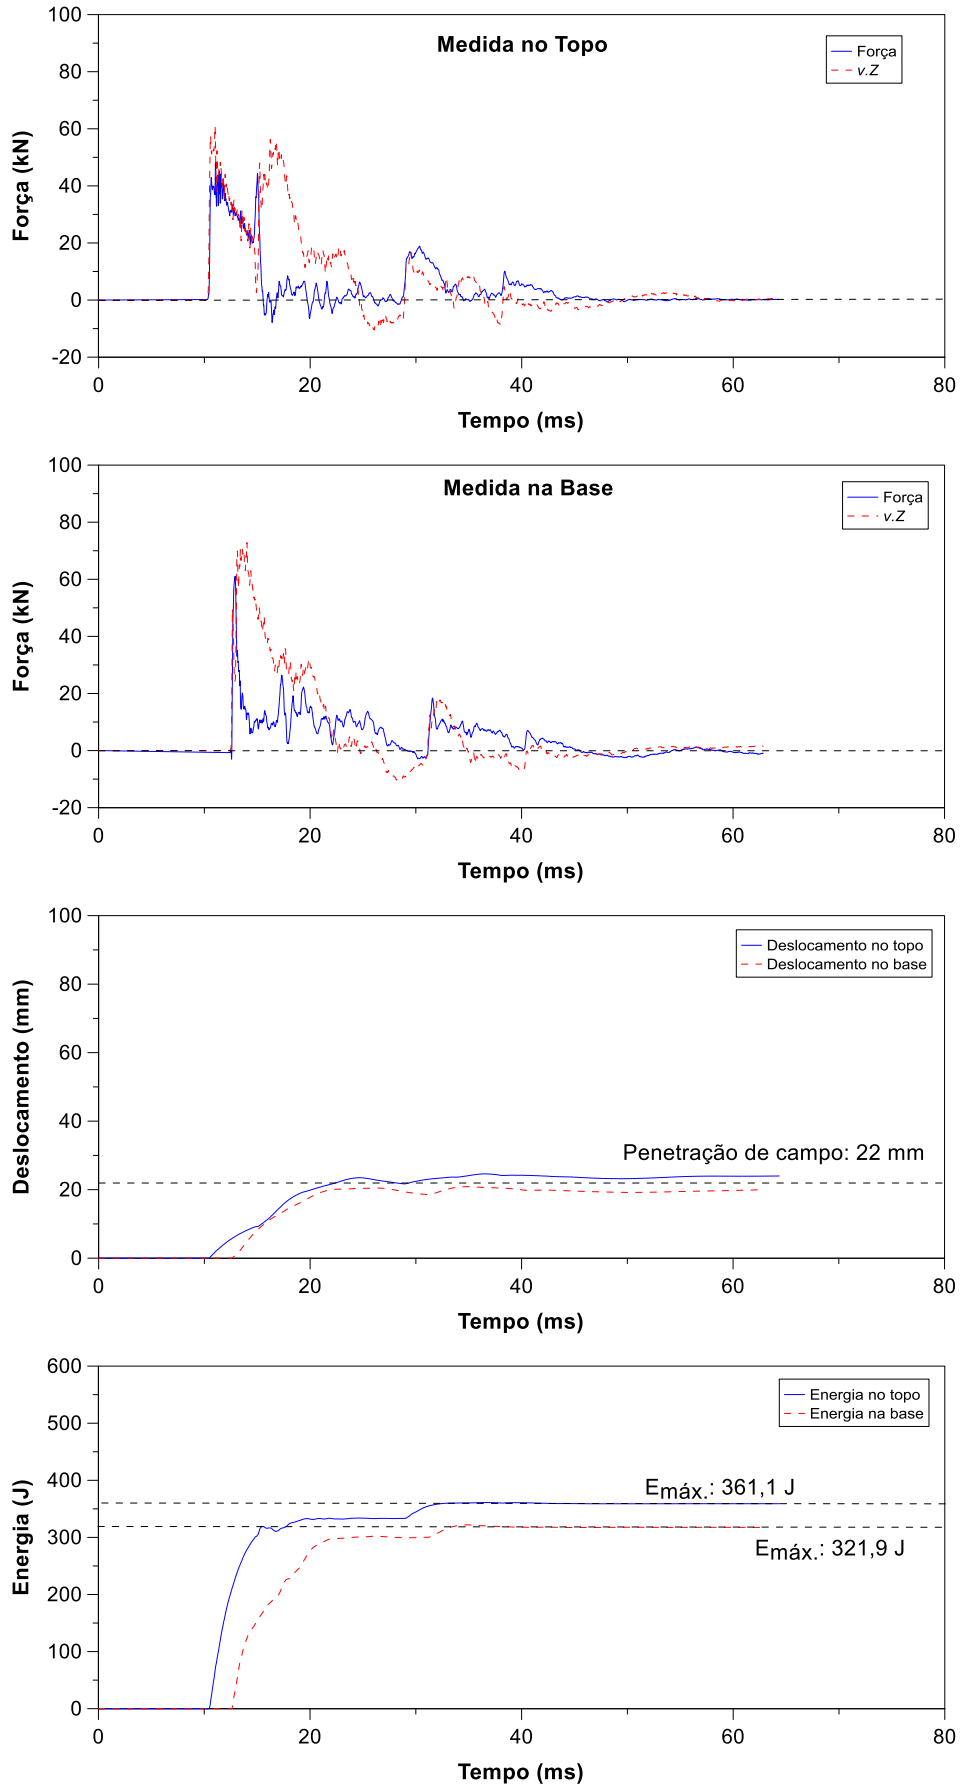 Medida no Topo
Força
v.Z
Força (kN)
100
80
60
40
20
0
-20
0 20 40 60 80
Tempo (ms)
Medida na Base
Força
v.Z
Força (kN)
100
80
60
40
20
0
-20
0 20 40 60 80
Tempo (ms)
Deslocamento no topo
Deslocamento no base
Deslocamento (mm)
100
80
60
40
20
0
Penetração de campo: 22 mm
0 20 40 60 80
Tempo (ms)
Energia no topo
Energia na base
Energia (J)
600
500
400
300
200
100
0
Emáx.: 361,1 J
Emáx.: 321,9 J
0 20 40 60 80
Tempo (ms)